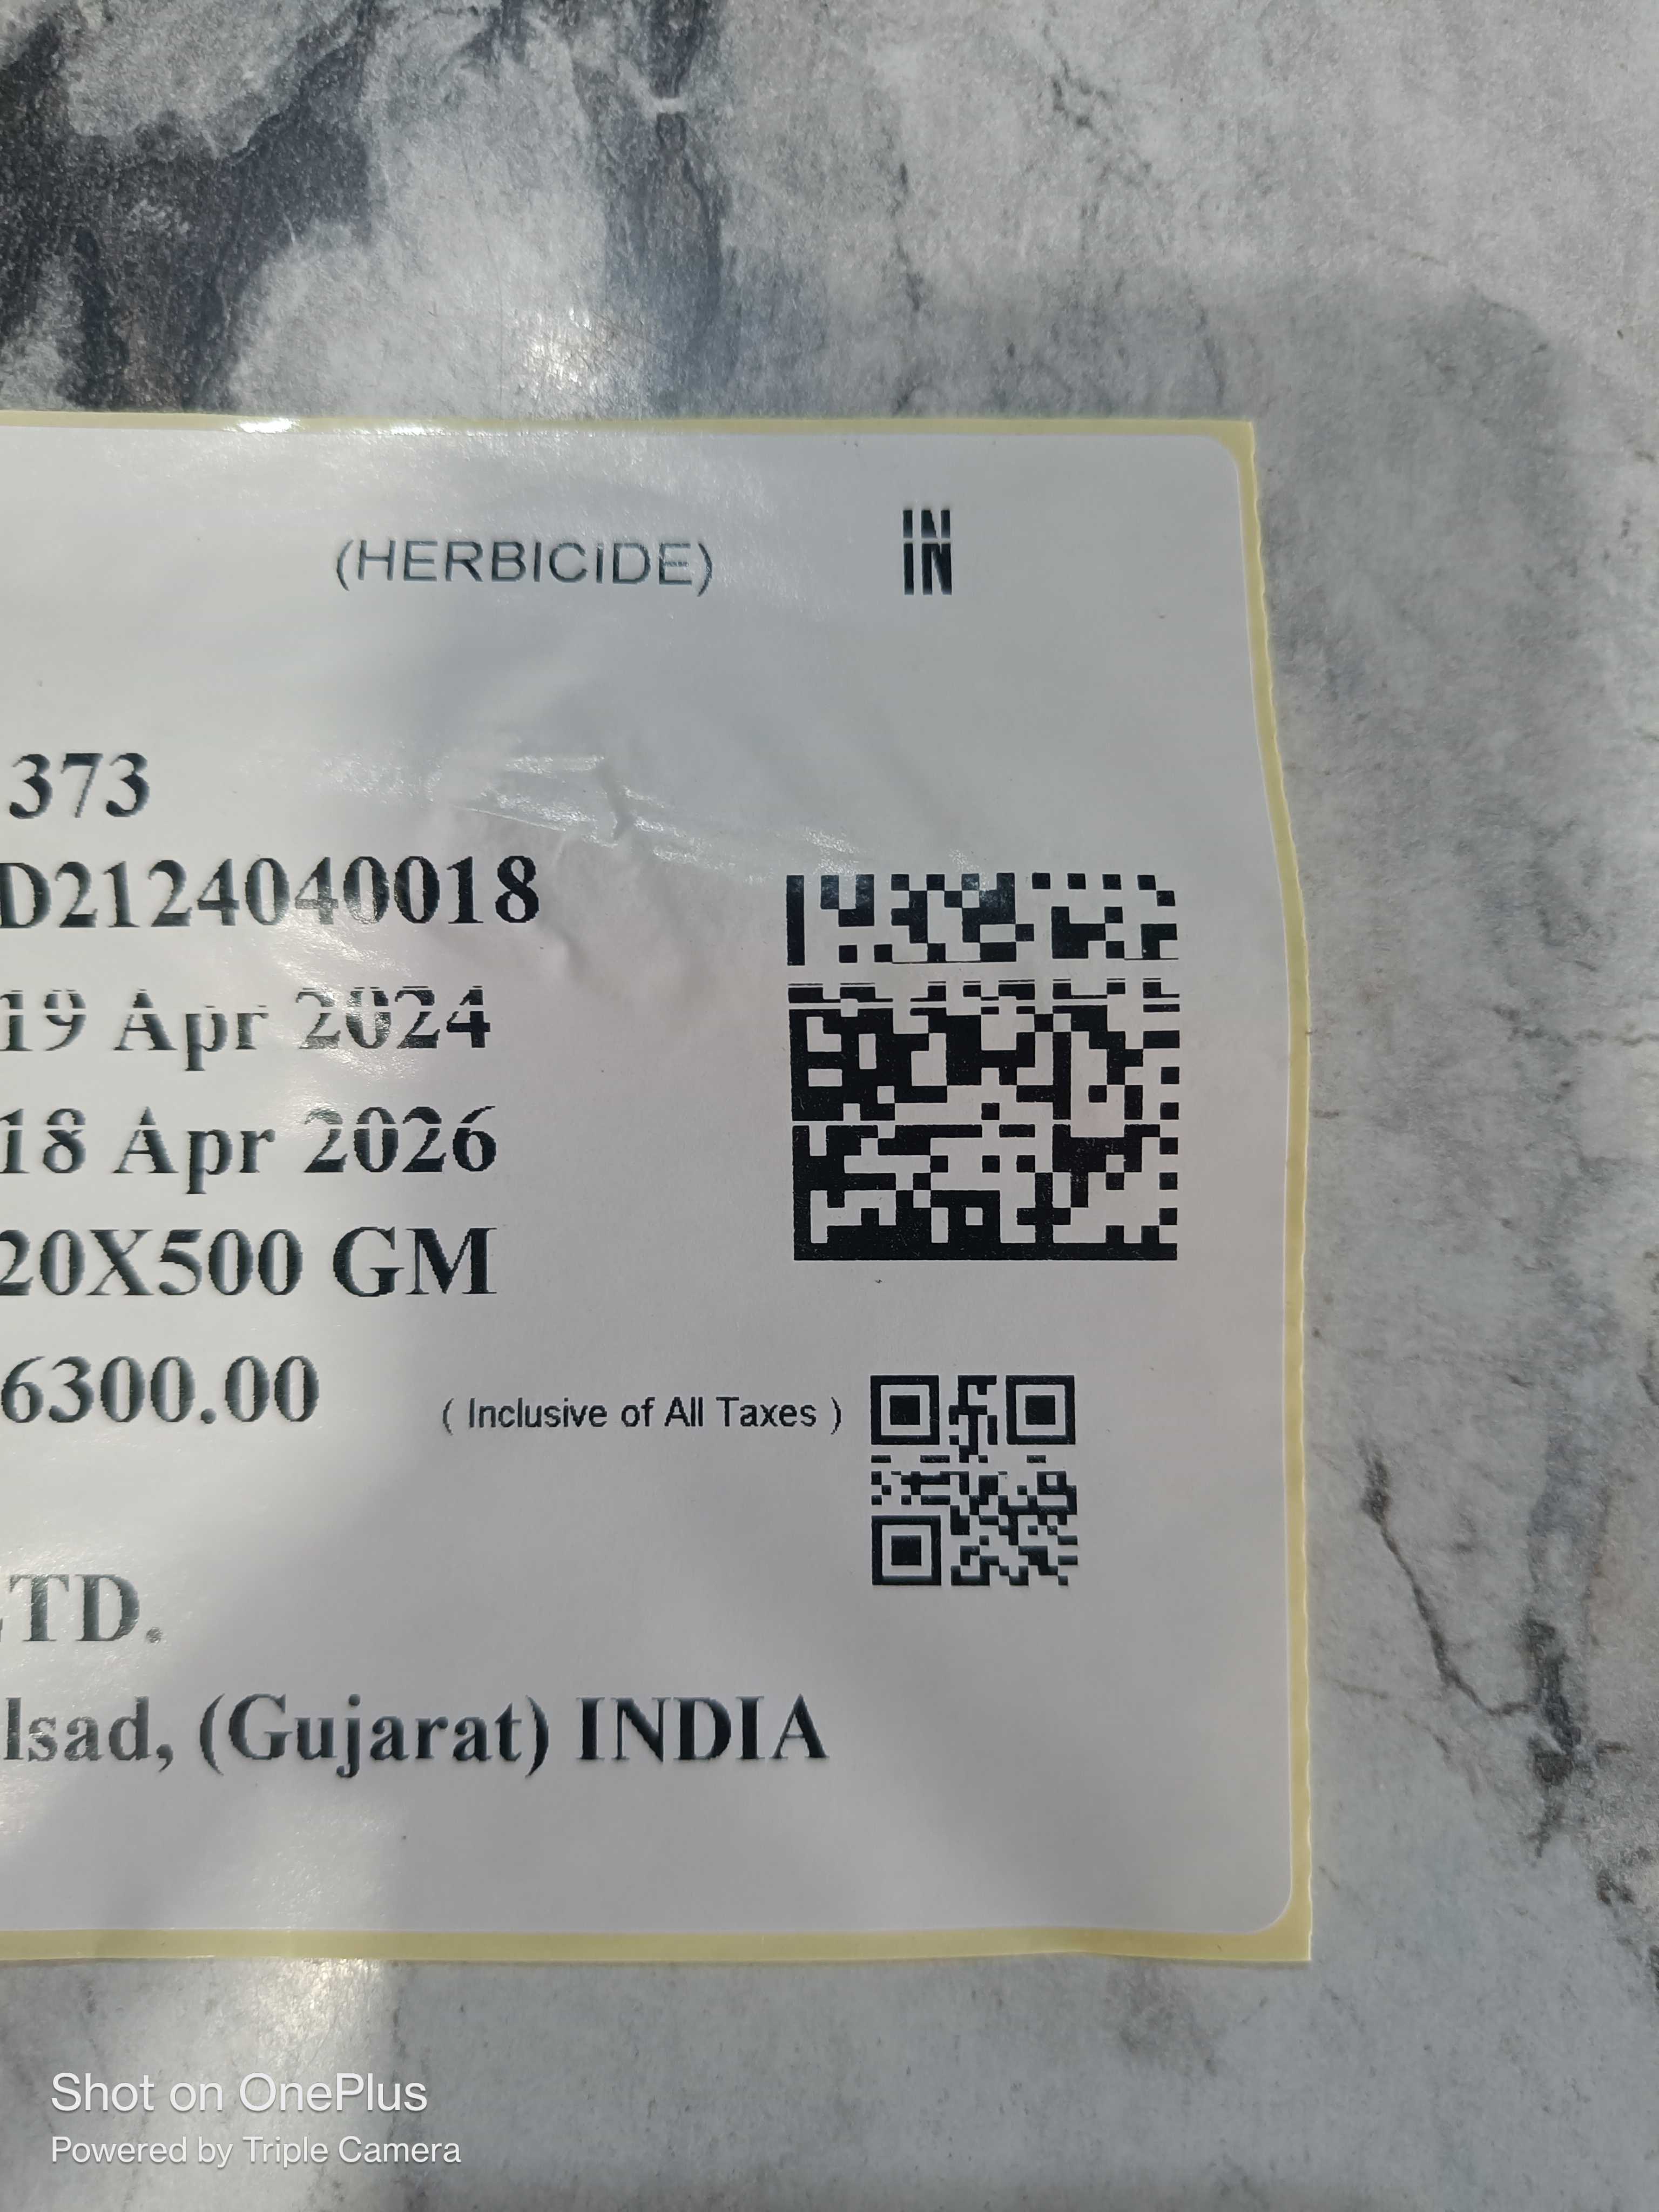 (HERBICIDE)
IN
373
D2124040018
19 Apr 2024
18 Apr 2026
20X500 GM
6300.00
( Inclusive of All Taxes )
LTD.
lsad, (Gujarat) INDIA
Shot on OnePlus
Powered by Triple Camera